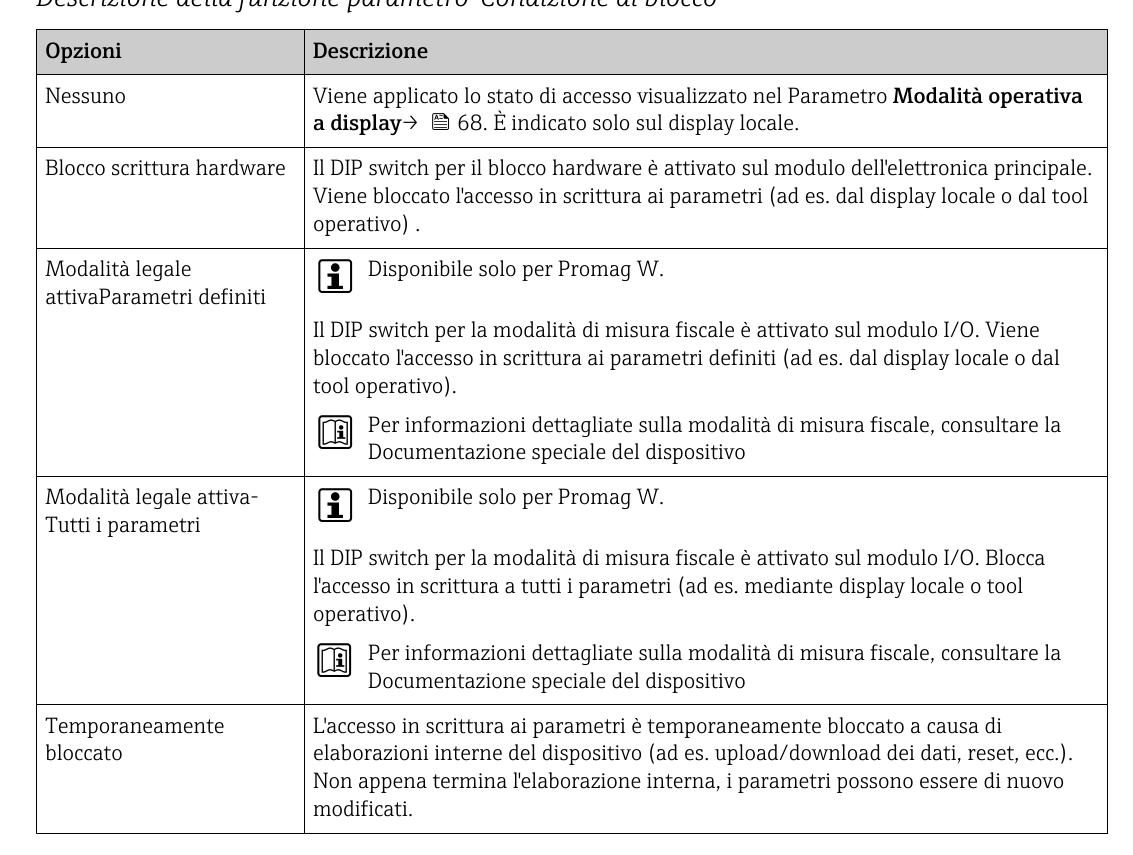 Descrizione della funzione parametro "Condizione di blocco"
Opzioni
Descrizione
Nessuno
Viene applicato lo stato di accesso visualizzato nel Parametro Modalità operativa
a display→ 68. È indicato solo sul display locale.
Blocco scrittura hardware
Il DIP switch per il blocco hardware è attivato sul modulo dell'elettronica principale.
Viene bloccato l'accesso in scrittura ai parametri (ad es. dal display locale o dal tool
operativo) .
Modalità legale
attivaParametri definiti
Disponibile solo per Promag W.
Il DIP switch per la modalità di misura fiscale è attivato sul modulo I/O. Viene
bloccato l'accesso in scrittura ai parametri definiti (ad es. dal display locale o dal
tool operativo).
Per informazioni dettagliate sulla modalità di misura fiscale, consultare la
Documentazione speciale del dispositivo
Modalità legale attiva-
Tutti i parametri
Disponibile solo per Promag W.
Il DIP switch per la modalità di misura fiscale è attivato sul modulo I/O. Blocca
l'accesso in scrittura a tutti i parametri (ad es. mediante display locale o tool
operativo).
Per informazioni dettagliate sulla modalità di misura fiscale, consultare la
Documentazione speciale del dispositivo
Temporaneamente
bloccato
L'accesso in scrittura ai parametri è temporaneamente bloccato a causa di
elaborazioni interne del dispositivo (ad es. upload/download dei dati, reset, ecc.).
Non appena termina l'elaborazione interna, i parametri possono essere di nuovo
modificati.